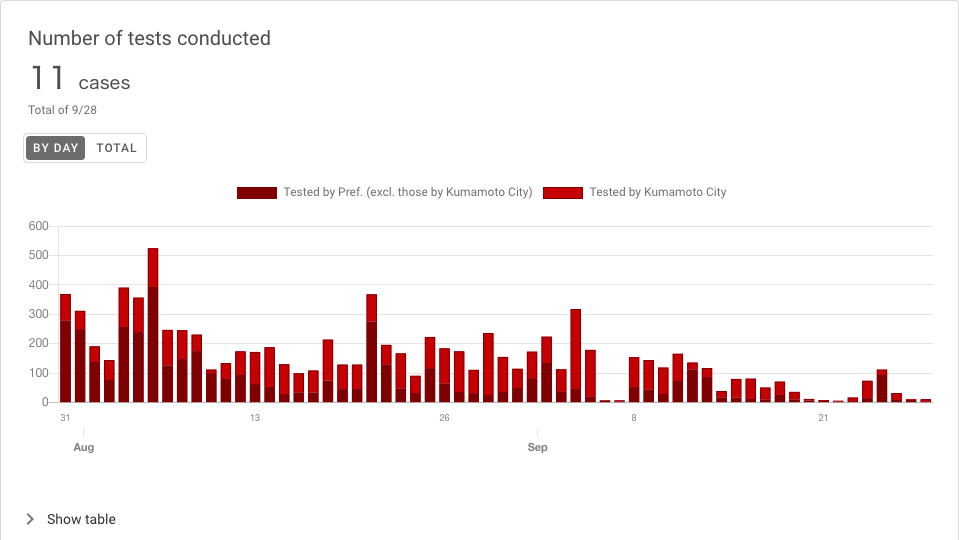 Number of tests conducted
11 cases
Total of 9/28
BY DAY TOTAL
Tested by Pref. (excl. those by Kumamoto City) Tested by Kumamoto City
600
500
400
300
200
100
0
31 13 26 8 21
Aug Sep
Show table